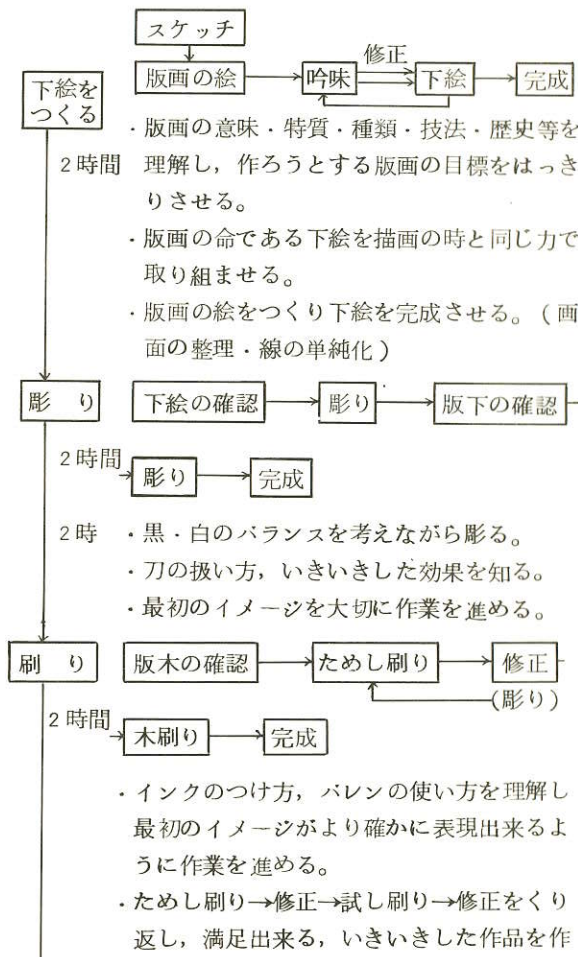 スケッチ
修正
版画の絵 → 吟味 → 下絵 → 完成
下絵を
つくる
・版画の意味・特質・種類・技法・歴史等を
2時間 理解し，作ろうとする版画の目標をはっき
りさせる。
・版画の命である下絵を描画の時と同じ力で
取り組ませる。
・版画の絵をつくり下絵を完成させる。（画
面の整理・線の単純化）
彫り 下絵の確認 → 彫り → 版下の確認
2時間 → 彫り → 完成
2時 ・黒・白のバランスを考えながら彫る。
・刀の扱い方，いきいきした効果を知る。
・最初のイメージを大切に作業を進める。
刷り 版木の確認 → ためし刷り → 修正
（彫り）
2時間 → 木刷り → 完成
・インクのつけ方，バレンの使い方を理解し
最初のイメージがより確かに表現出来るよ
うに作業を進める。
・ためし刷り→修正→試し刷り→修正をくり
返し，満足出来る，いきいきした作品を作